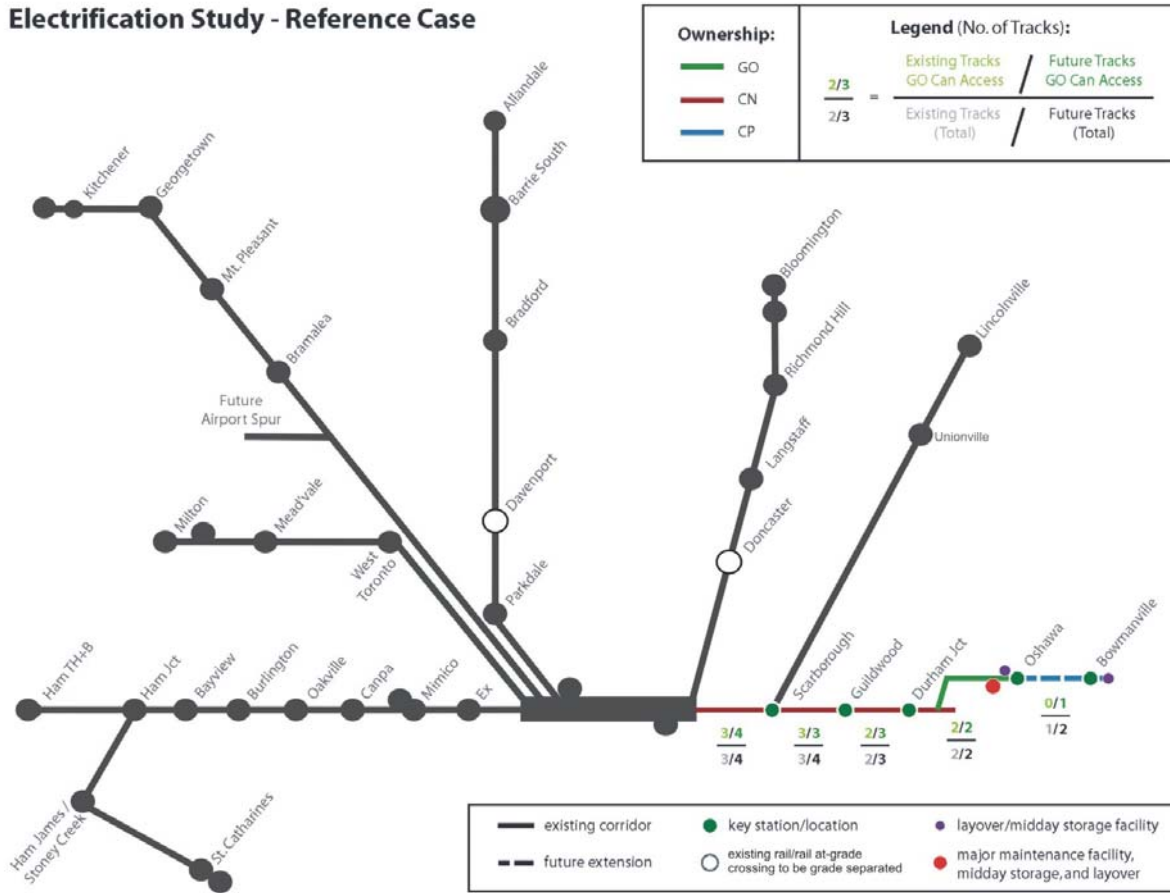 Electrification Study - Reference Case
Ownership:
GO
CN
CP
Legend (No. of Tracks):
2/3
2/3
=
Existing Tracks
GO Can Access
/
Future Tracks
GO Can Access
Existing Tracks
(Total)
/
Future Tracks
(Total)
Kitchener
Georgetown
Mt. Pleasant
Bramalea
Future
Airport Spur
Allandale
Barrie South
Bradford
Davenport
Parkdale
Bloomington
Richmond Hill
Langstaff
Doncaster
Lincolnville
Unionville
Milton
Mead'vale
West
Toronto
Ham TH+B
Ham Jct
Bayview
Burlington
Oakville
Canpa
Mimico
Ex
Scarborough
Guildwood
Durham Jct
Oshawa
Bowmanville
3/4
3/4
3/3
3/4
2/3
2/3
2/2
2/2
0/1
1/2
Ham James /
Stoney Creek
St. Catharines
existing corridor
future extension
key station/location
existing rail/rail at-grade
crossing to be grade separated
layover/midday storage facility
major maintenance facility,
midday storage, and layover